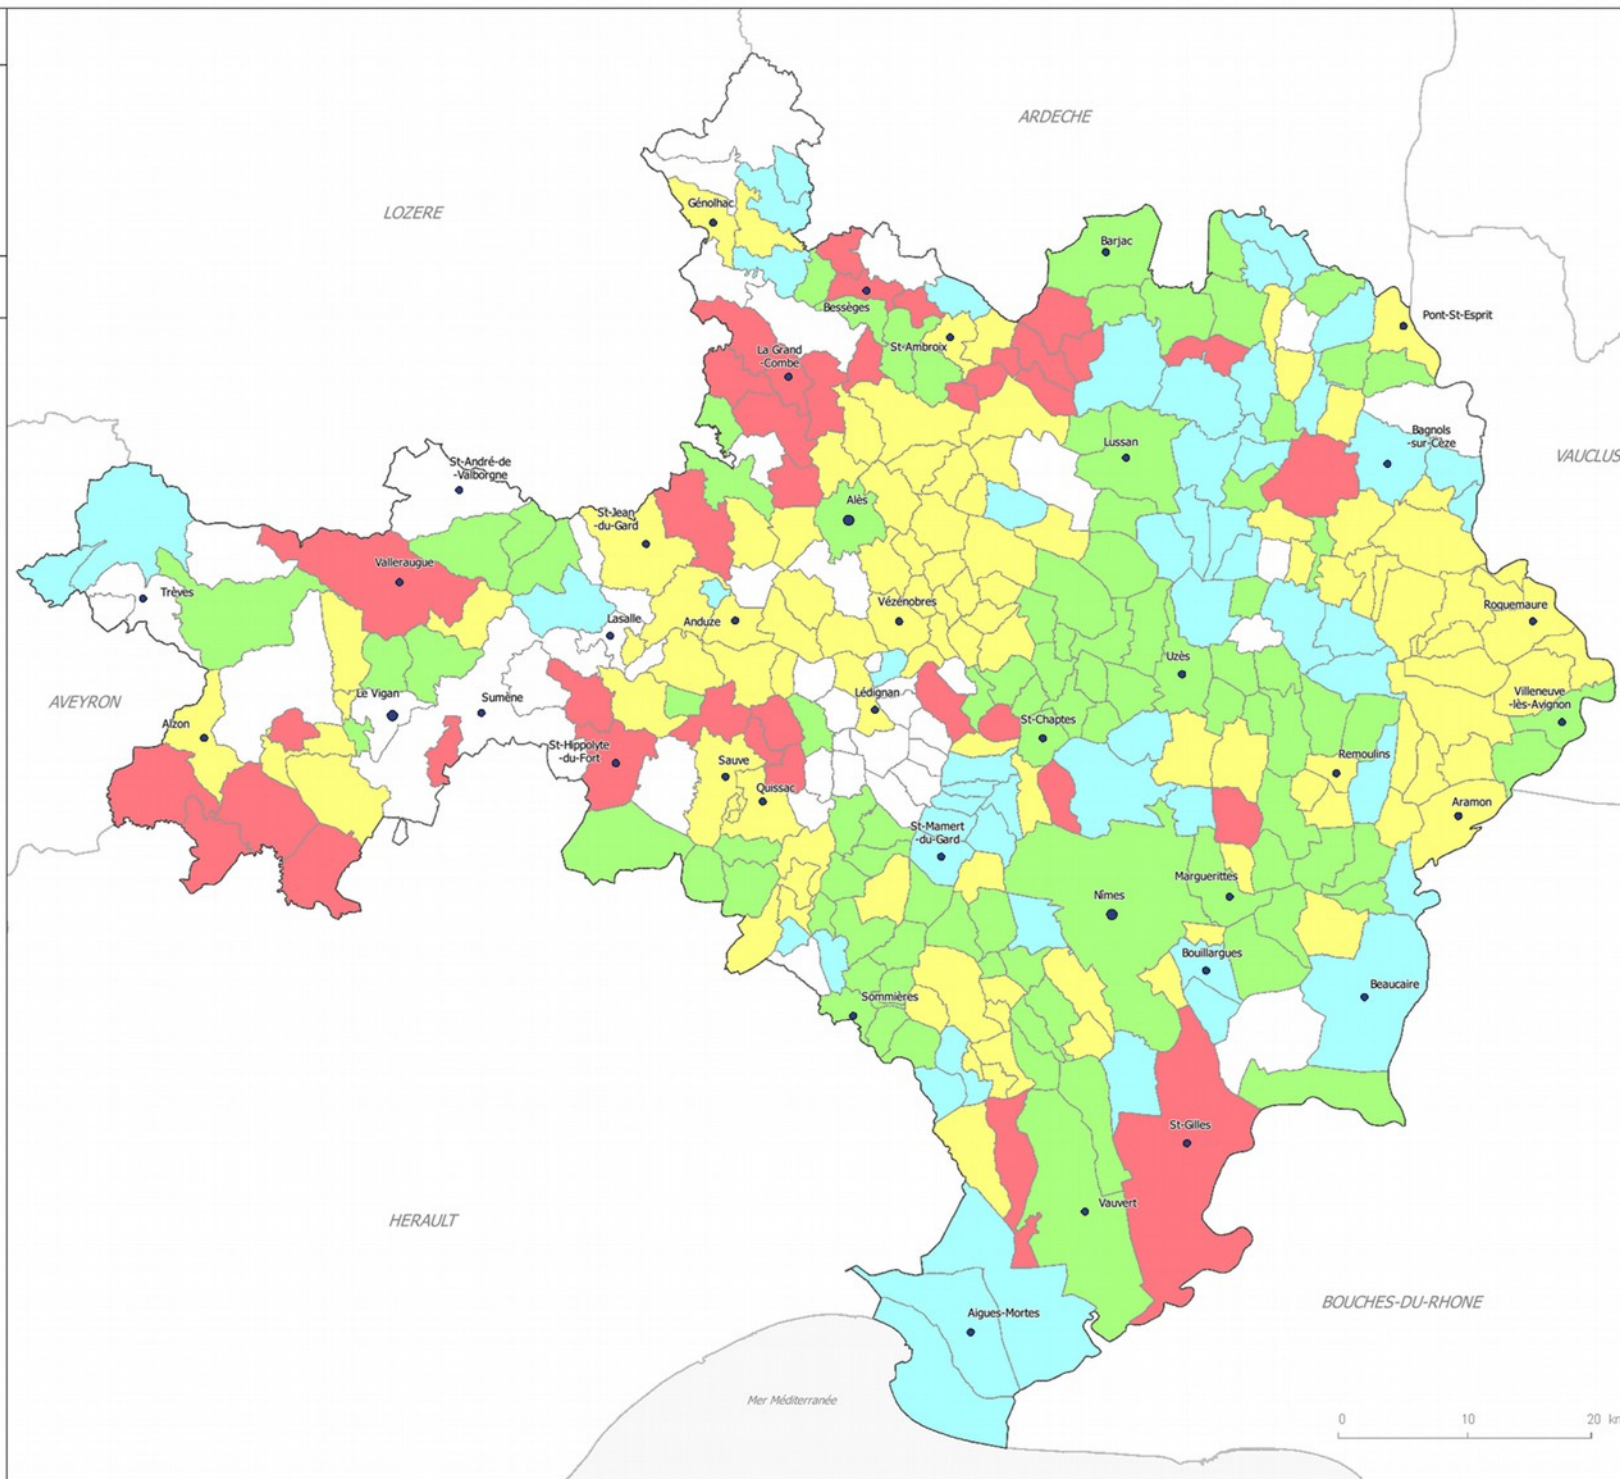 ARDECHE
LOZERE
Génolhac
Barjac
Bessèges
Pont-St-Esprit
St-Ambroix
La Grand
-Combe
Bagnols
-sur-Cèze
Lussan
VAUCLUS
St-André-de
-Valborgne
Alès
St-Jean
-du-Gard
Valleraugue
Trèves
Vézénobres
Roquemaure
Lasalle
Anduze
Uzès
AVEYRON
Le Vigan
Sumène
Lédignan
Villeneuve
-lès-Avignon
Alzon
St-Chaptes
St-Hippolyte
-du-Fort
Sauve
Remoulins
Quissac
Aramon
St-Mamert
-du-Gard
Marguerittes
Nîmes
Bouillargues
Beaucaire
Sommières
St-Gilles
Vauvert
HERAULT
BOUCHES-DU-RHONE
Aigues-Mortes
Mer Méditerranée
0 10 20 km